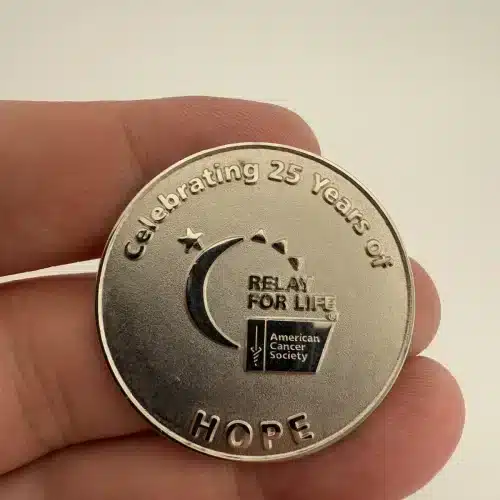 Celebrating 25 Years of
RELAY
FOR LIFE®
American
Cancer
Society
HOPE